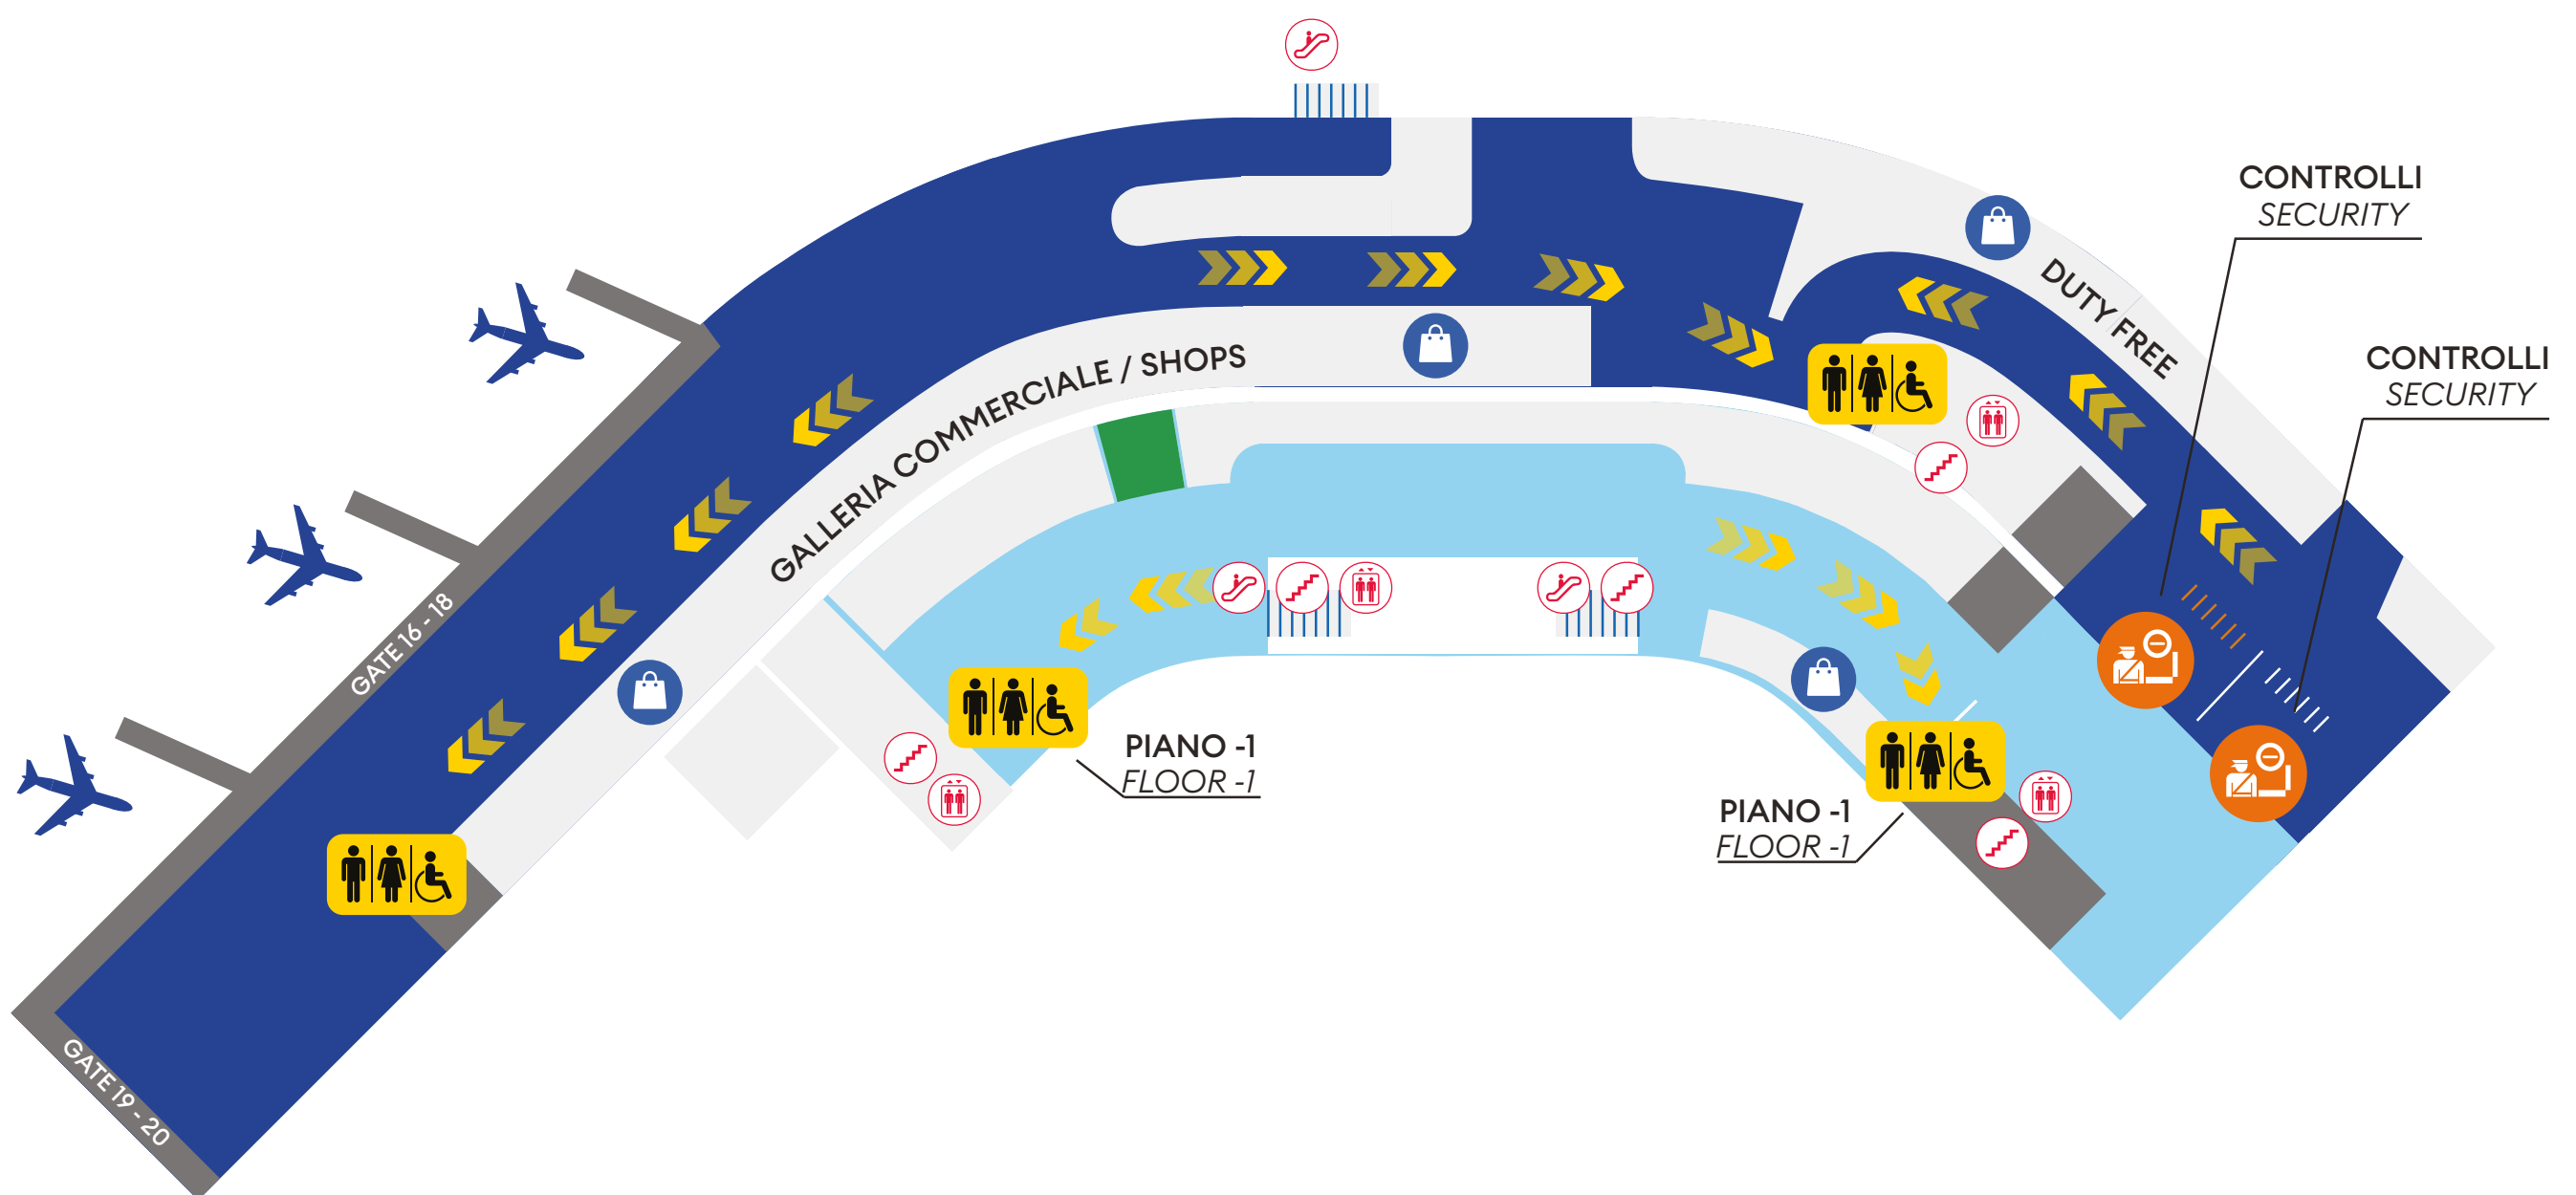 CONTROLLI
SECURITY
CONTROLLI
SECURITY
DUTY FREE
GALLERIA COMMERCIALE / SHOPS
GATE 16 - 18
PIANO -1
FLOOR -1
PIANO -1
FLOOR -1
GATE 19 - 20